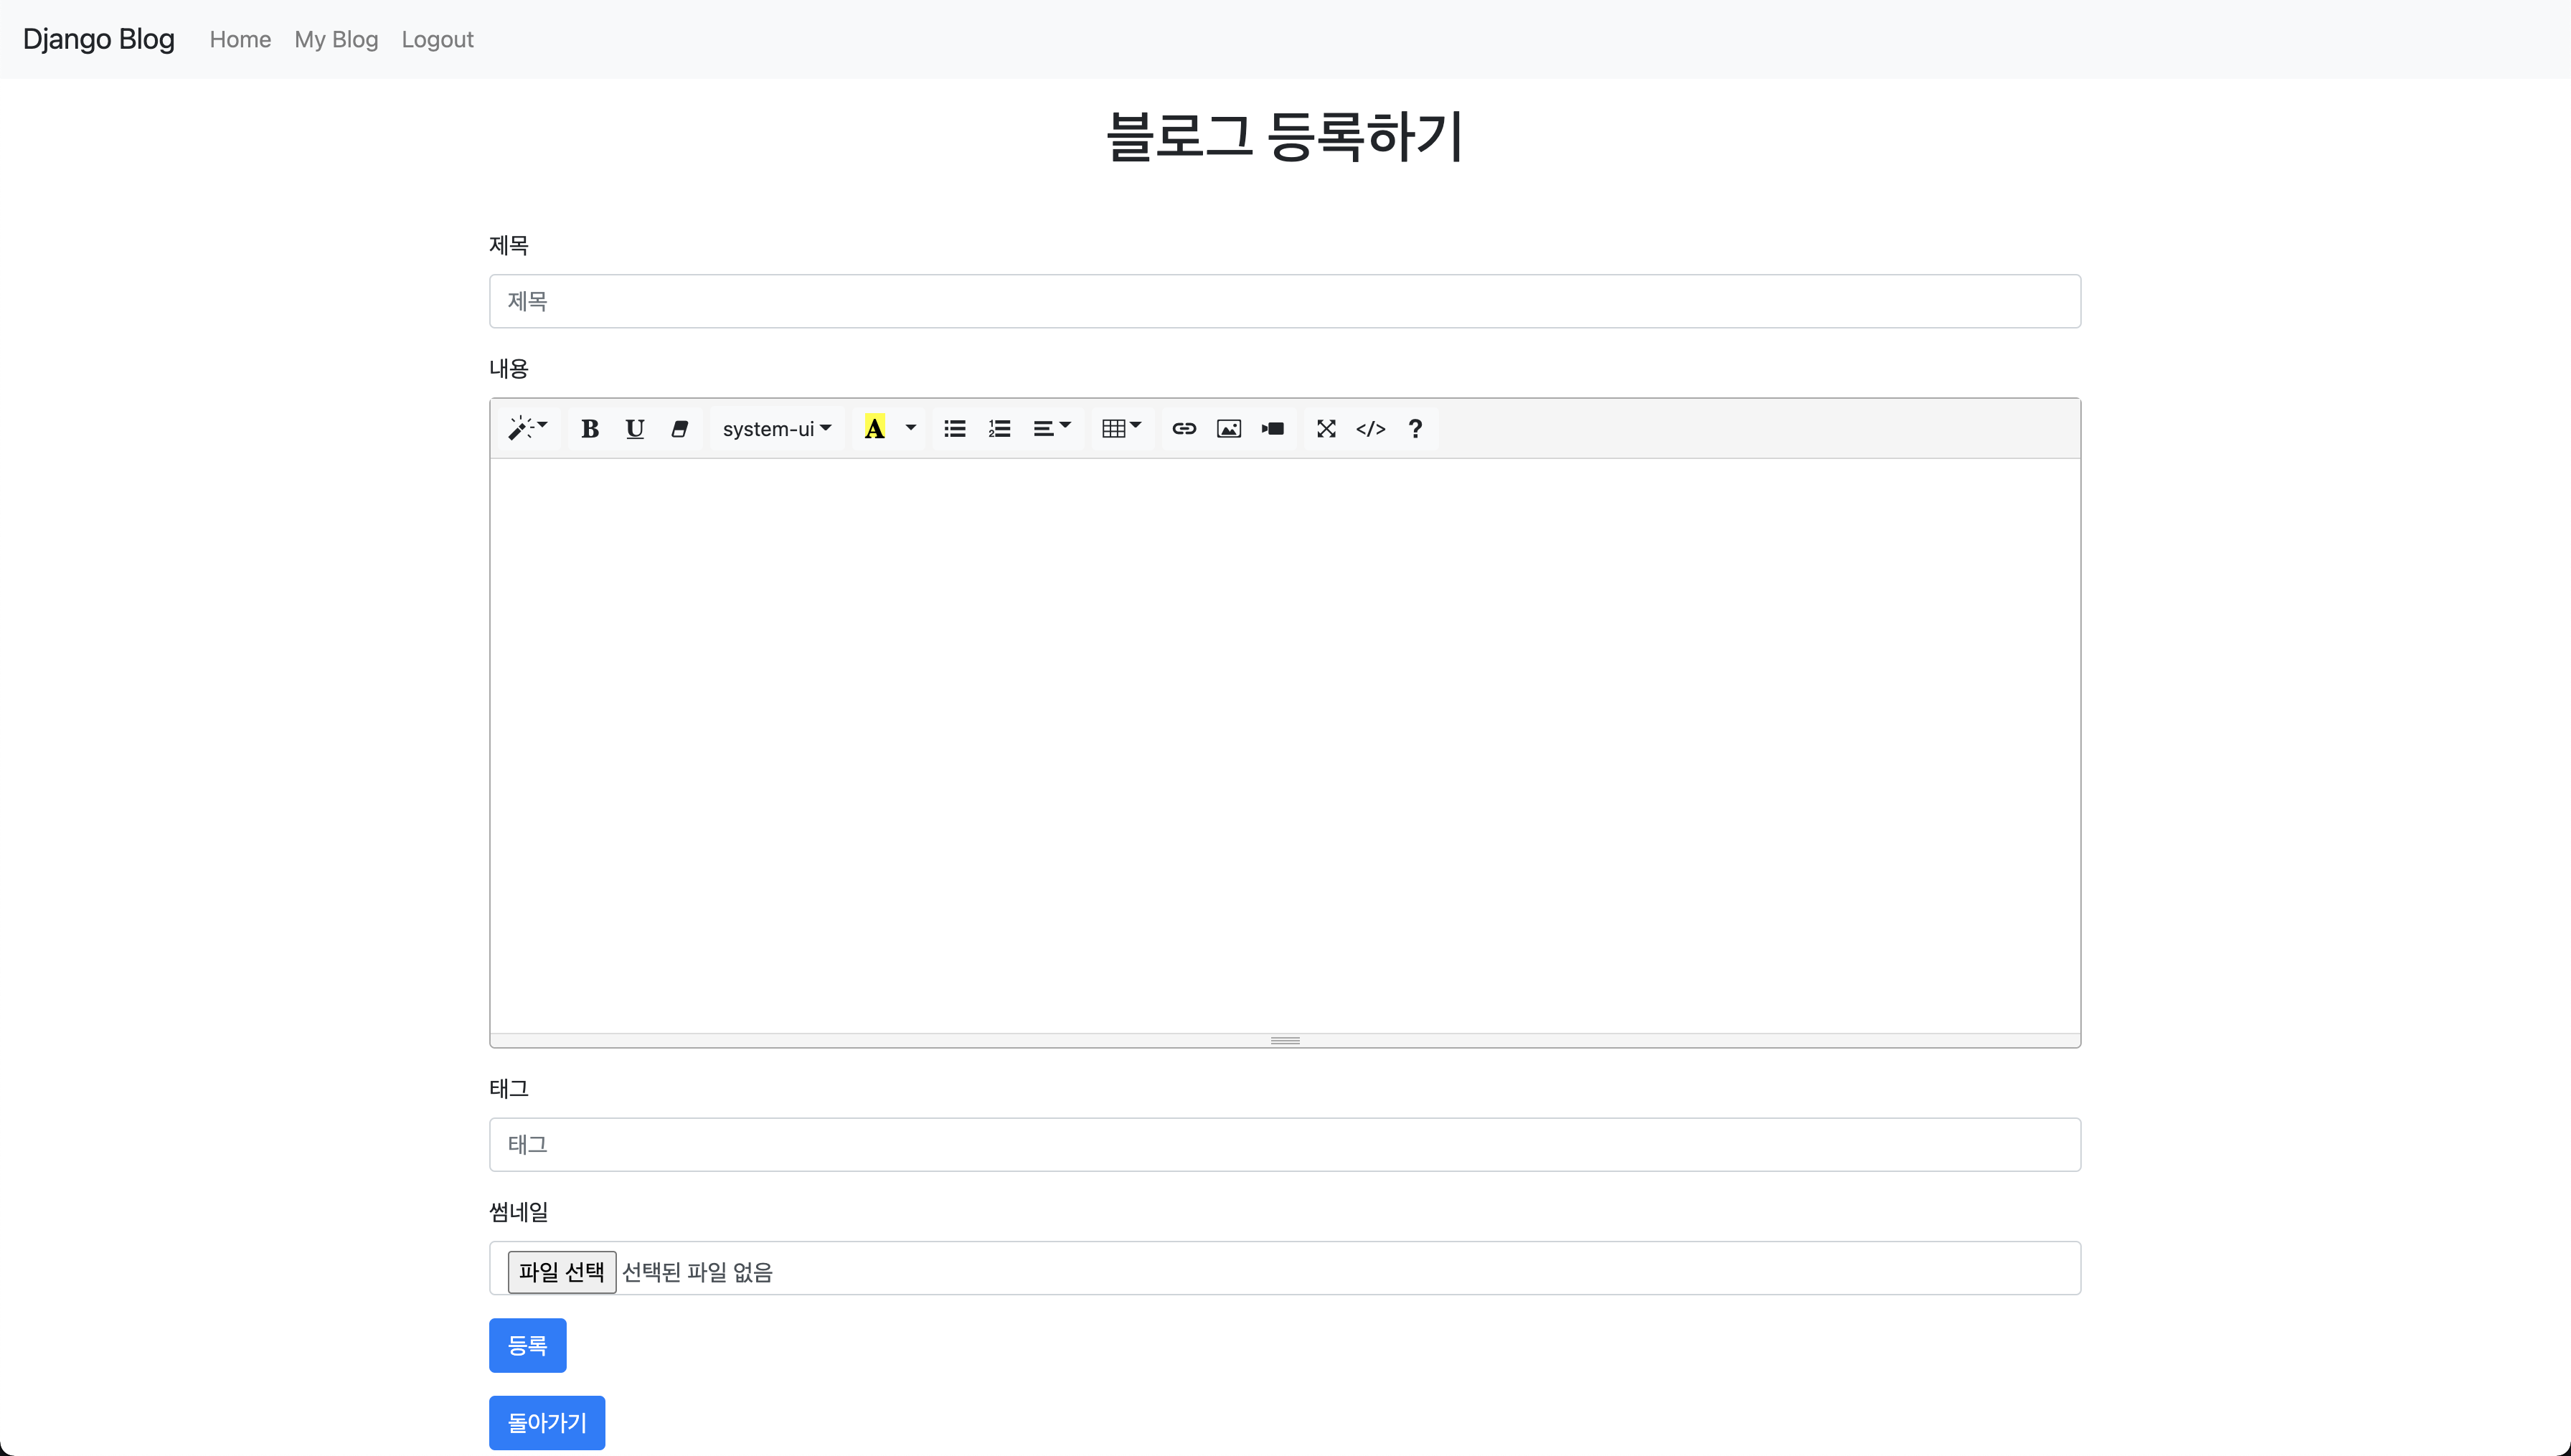 Django Blog Home My Blog Logout
블로그 등록하기
제목
제목
내용
B U system-ui A </> ?
태그
태그
썸네일
파일 선택 선택된 파일 없음
등록
돌아가기